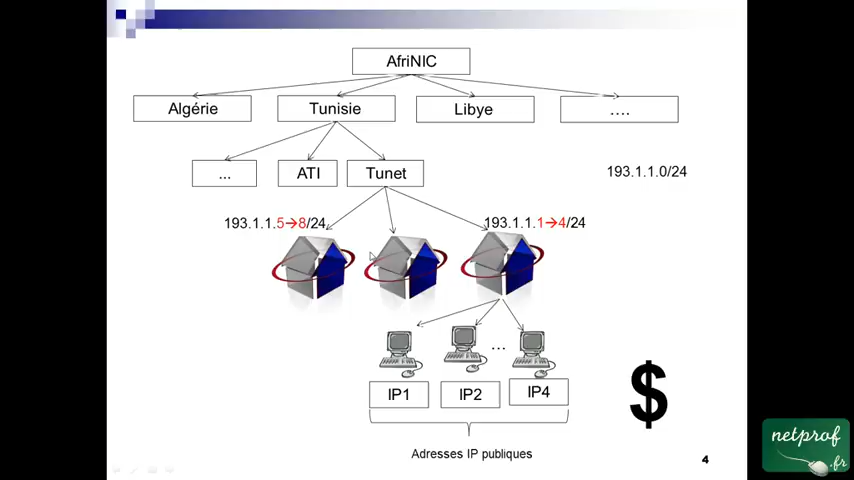 AfriNIC
Algérie
Tunisie
Libye
....
...
ATI
Tunet
193.1.1.0/24
193.1.1.5→8/24
193.1.1.1→4/24
...
IP1
IP2
IP4
$
Adresses IP publiques
4
netprof
.fr